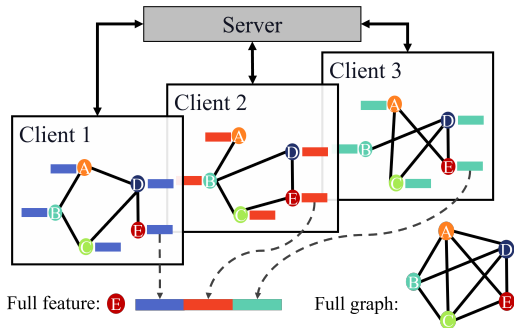 Server
Client 3
A
D
B
E
C
Client 2
A
D
B
E
C
Client 1
A
D
B
E
C
Full feature: E
Full graph:
A
D
B
E
C